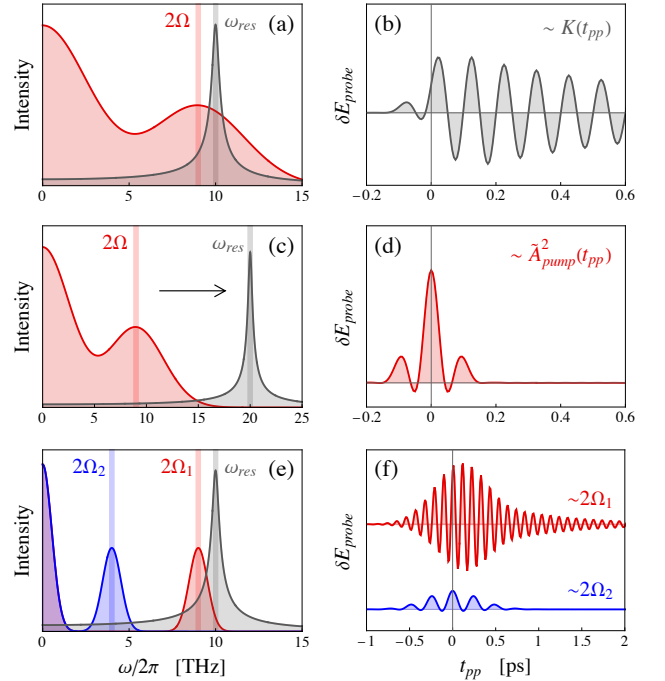 2Ω
ω_res
(a)
Intensity
0
5
10
15
(b)
~ K(t_pp)
δE_probe
−0.2
0
0.2
0.4
0.6
(c)
2Ω
ω_res
Intensity
0
5
10
15
20
25
(d)
~ Ã²_pump(t_pp)
δE_probe
−0.2
0
0.2
0.4
0.6
(e)
2Ω₂
2Ω₁
ω_res
Intensity
0
5
10
15
ω/2π [THz]
(f)
~2Ω₁
~2Ω₂
δE_probe
−1
−0.5
0
0.5
1
1.5
2
t_pp [ps]